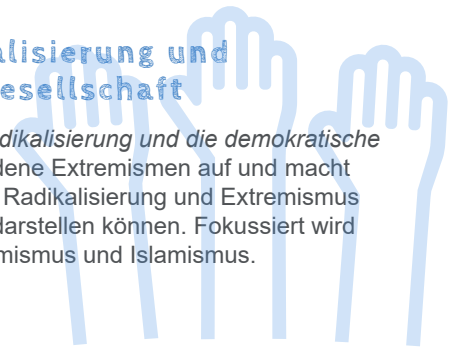 alisierung und
esellschaft
dikalisierung und die demokratische
dene Extremismen auf und macht
Radikalisierung und Extremismus
darstellen können. Fokussiert wird
mismus und Islamismus.